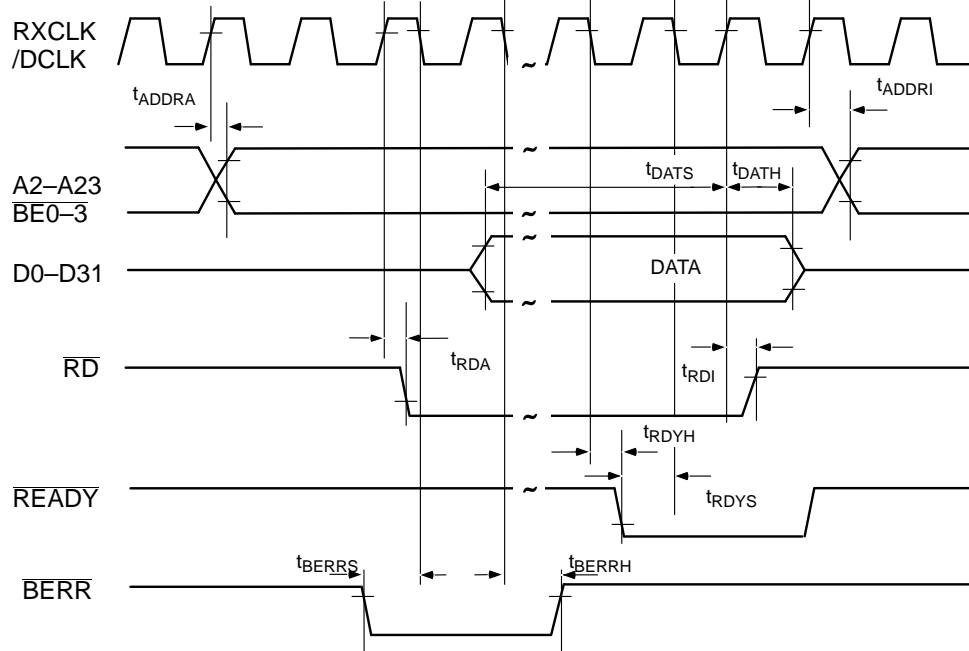 RXCLK
/DCLK
~
tADDRA
tADDRI
~
A2–A23
BE0–3
tDATS
tDATH
~
~
D0–D31
DATA
~
RD
tRDA
tRDI
~
tRDYH
READY
~
tRDYS
tBERRS
tBERRH
BERR